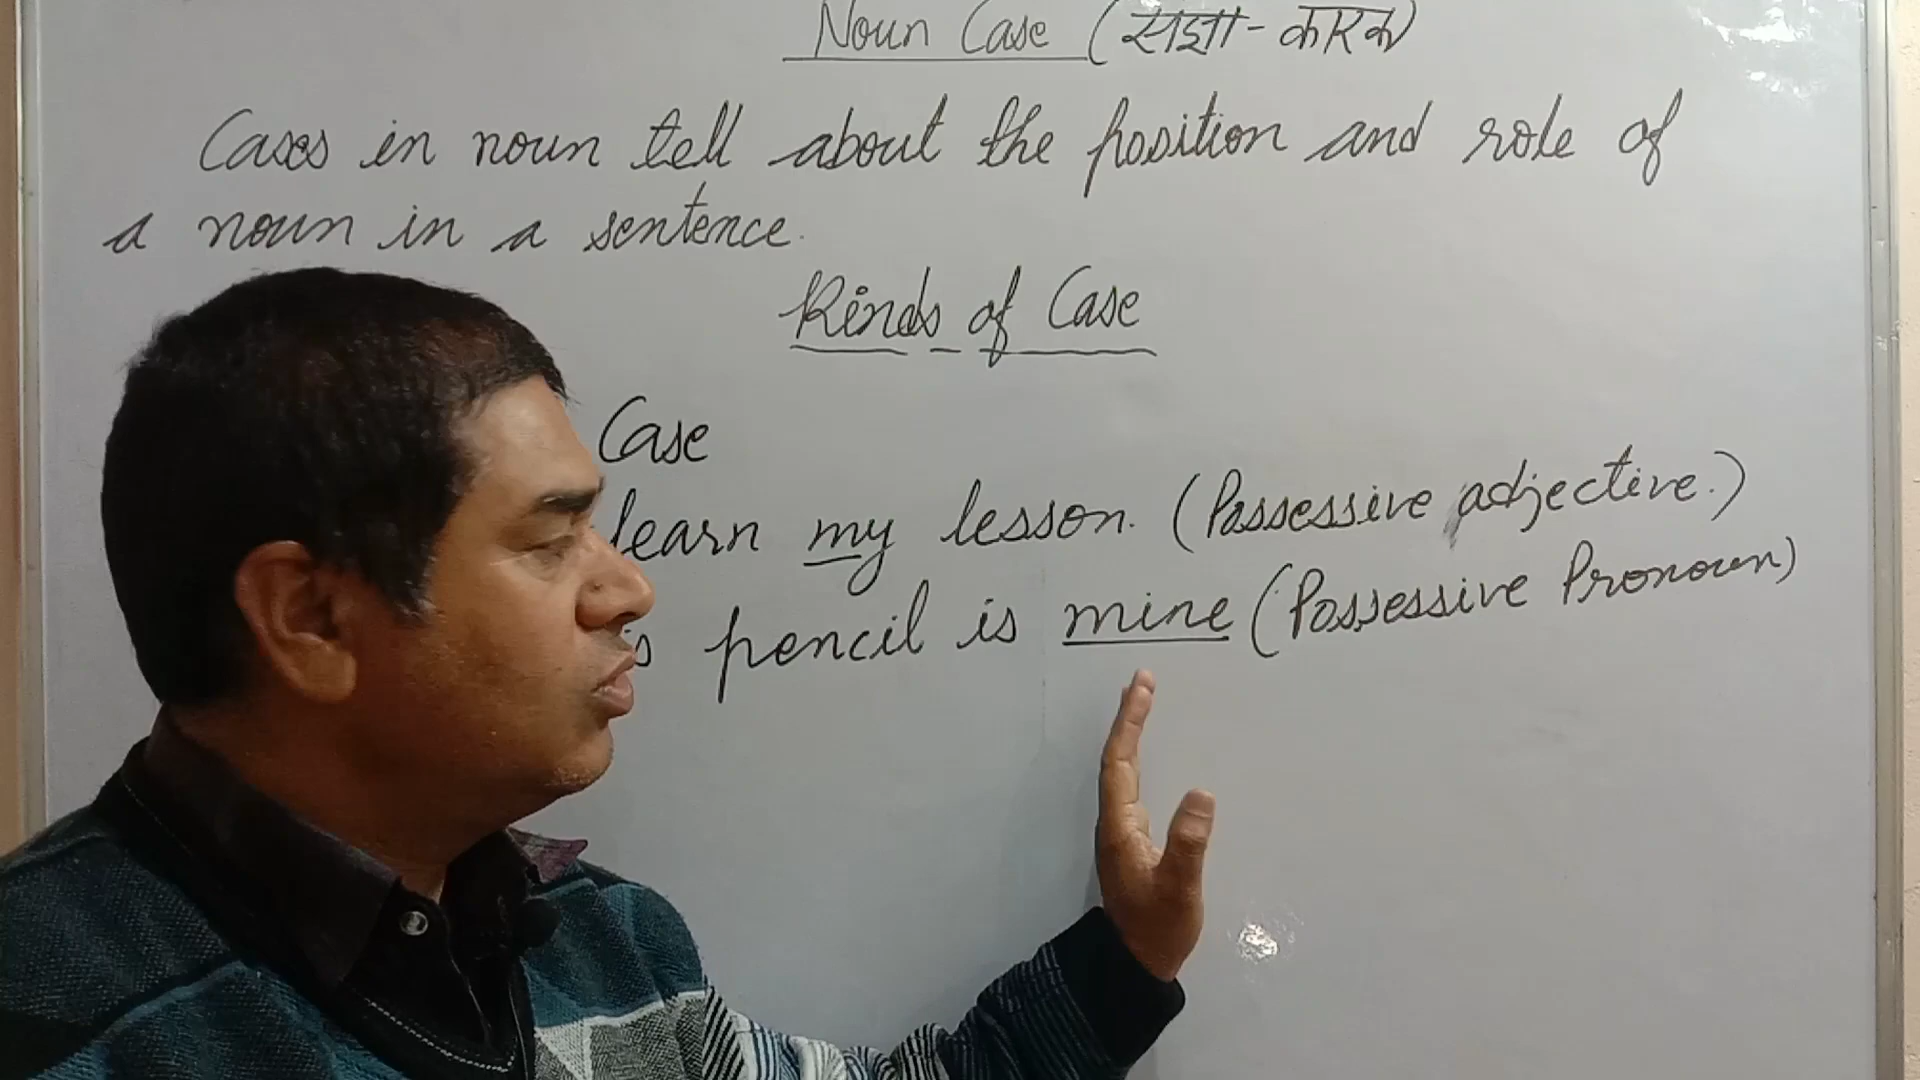 Noun Case (संज्ञा-कारक)
Cases in noun tell about the position and role of
a noun in a sentence.
Kinds of Case
Case
learn my lesson. (Possessive adjective.)
pencil is mine (Possessive Pronoun)